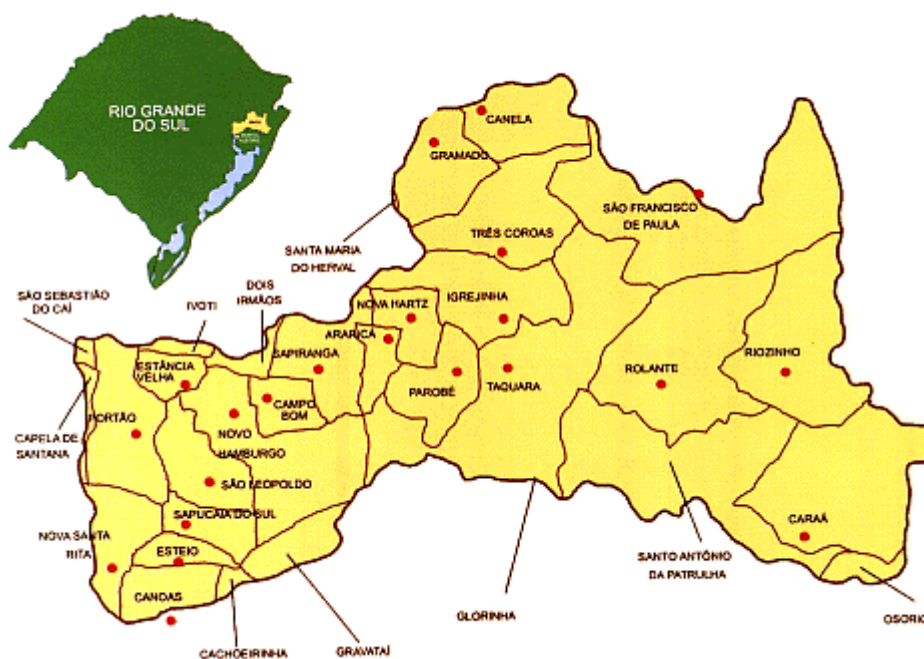 RIO GRANDE
DO SUL
CANELA
GRAMADO
SÃO FRANCISCO
DE PAULA
TRÊS COROAS
SANTA MARIA
DO HERVAL
DOIS
IRMÃOS
SÃO SEBASTIÃO
DO CAÍ
IVOTI
NOVA HARTZ
IGREJINHA
ARARICA
SAPIRANGA
ESTÂNCIA
VELHA
PAROBÉ
TAQUARA
ROLANTE
RIOZINHO
CAMPO
BOM
PORTÃO
NOVO
HAMBURGO
CAPELA DE
SANTANA
SÃO LEOPOLDO
SAPUCAIA DO SUL
NOVA SANTA
RITA
ESTEIO
CANOAS
CARAÁ
SANTO ANTÔNIO
DA PATRULHA
GLORINHA
OSORIO
CACHOEIRINHA
GRAVATAÍ